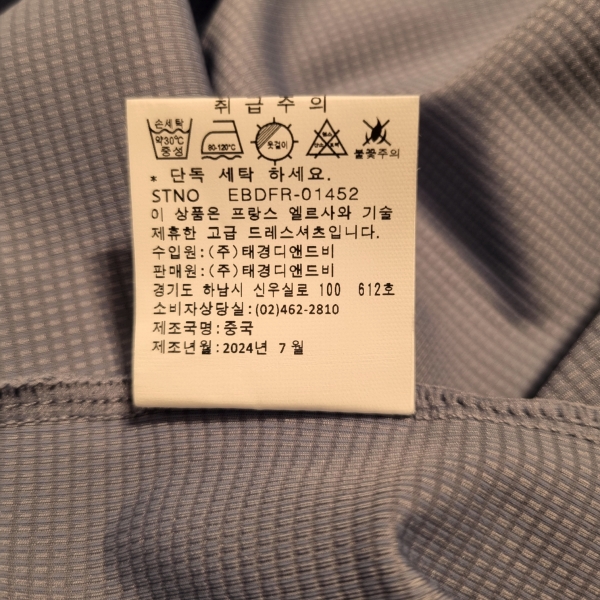 취급주의
손세탁
약30℃
중성
80-120℃
옷걸이
불꽃주의
* 단독 세탁 하세요.
STNO EBDFR-01452
이 상품은 프랑스 엘르사와 기술
제휴한 고급 드레스셔츠입니다.
수입원:(주)태경디앤드비
판매원:(주)태경디앤드비
경기도 하남시 신우실로 100 612호
소비자상담실:(02)462-2810
제조국명:중국
제조년월:2024년 7월